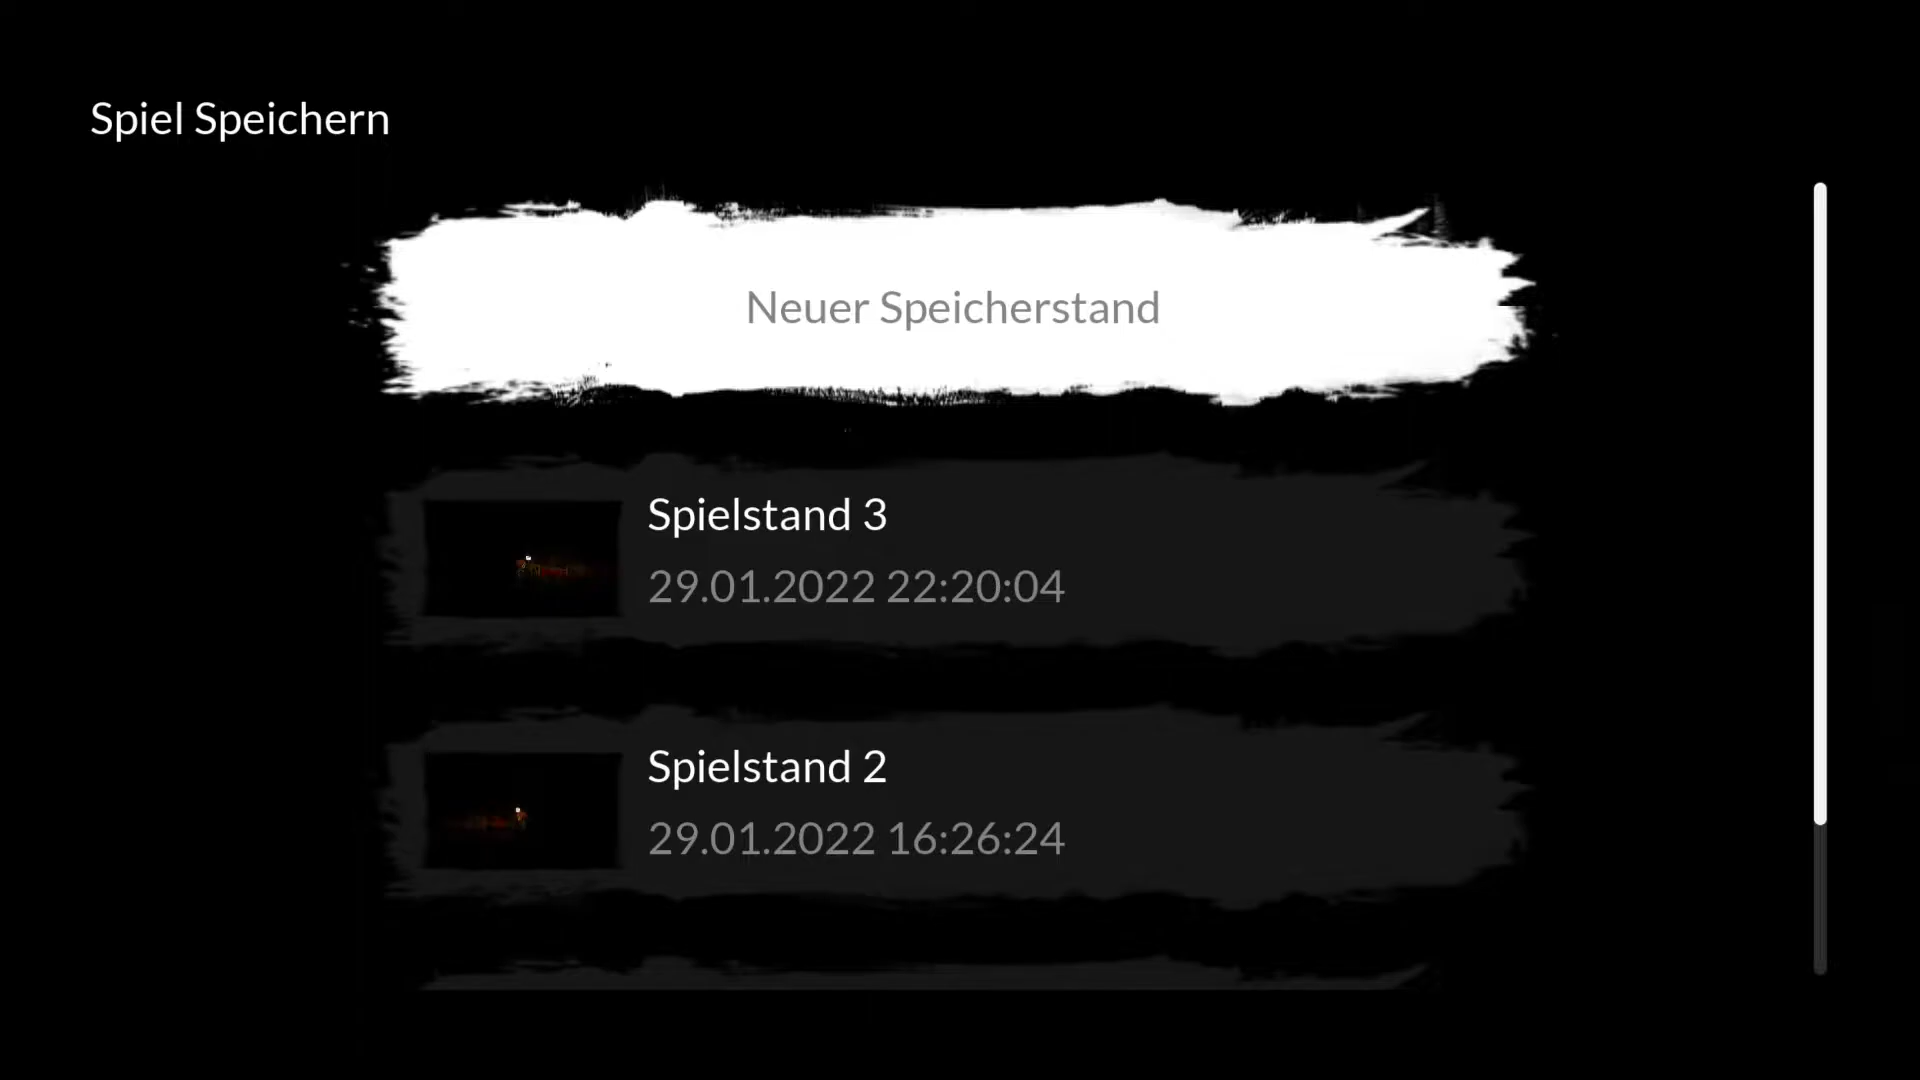 Spiel Speichern
Neuer Speicherstand
Spielstand 3
29.01.2022 22:20:04
Spielstand 2
29.01.2022 16:26:24